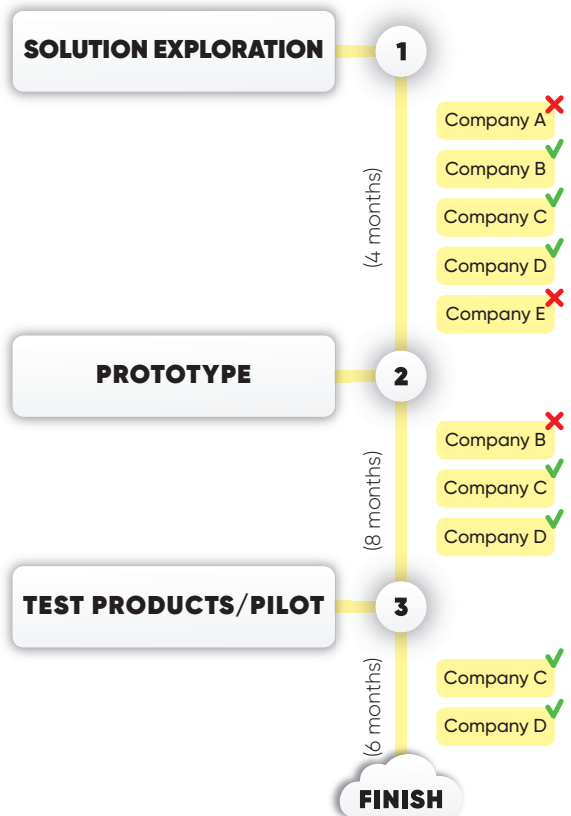 SOLUTION EXPLORATION
1
(4 months)
Company A
Company B
Company C
Company D
Company E
PROTOTYPE
2
(8 months)
Company B
Company C
Company D
TEST PRODUCTS/PILOT
3
(6 months)
Company C
Company D
FINISH